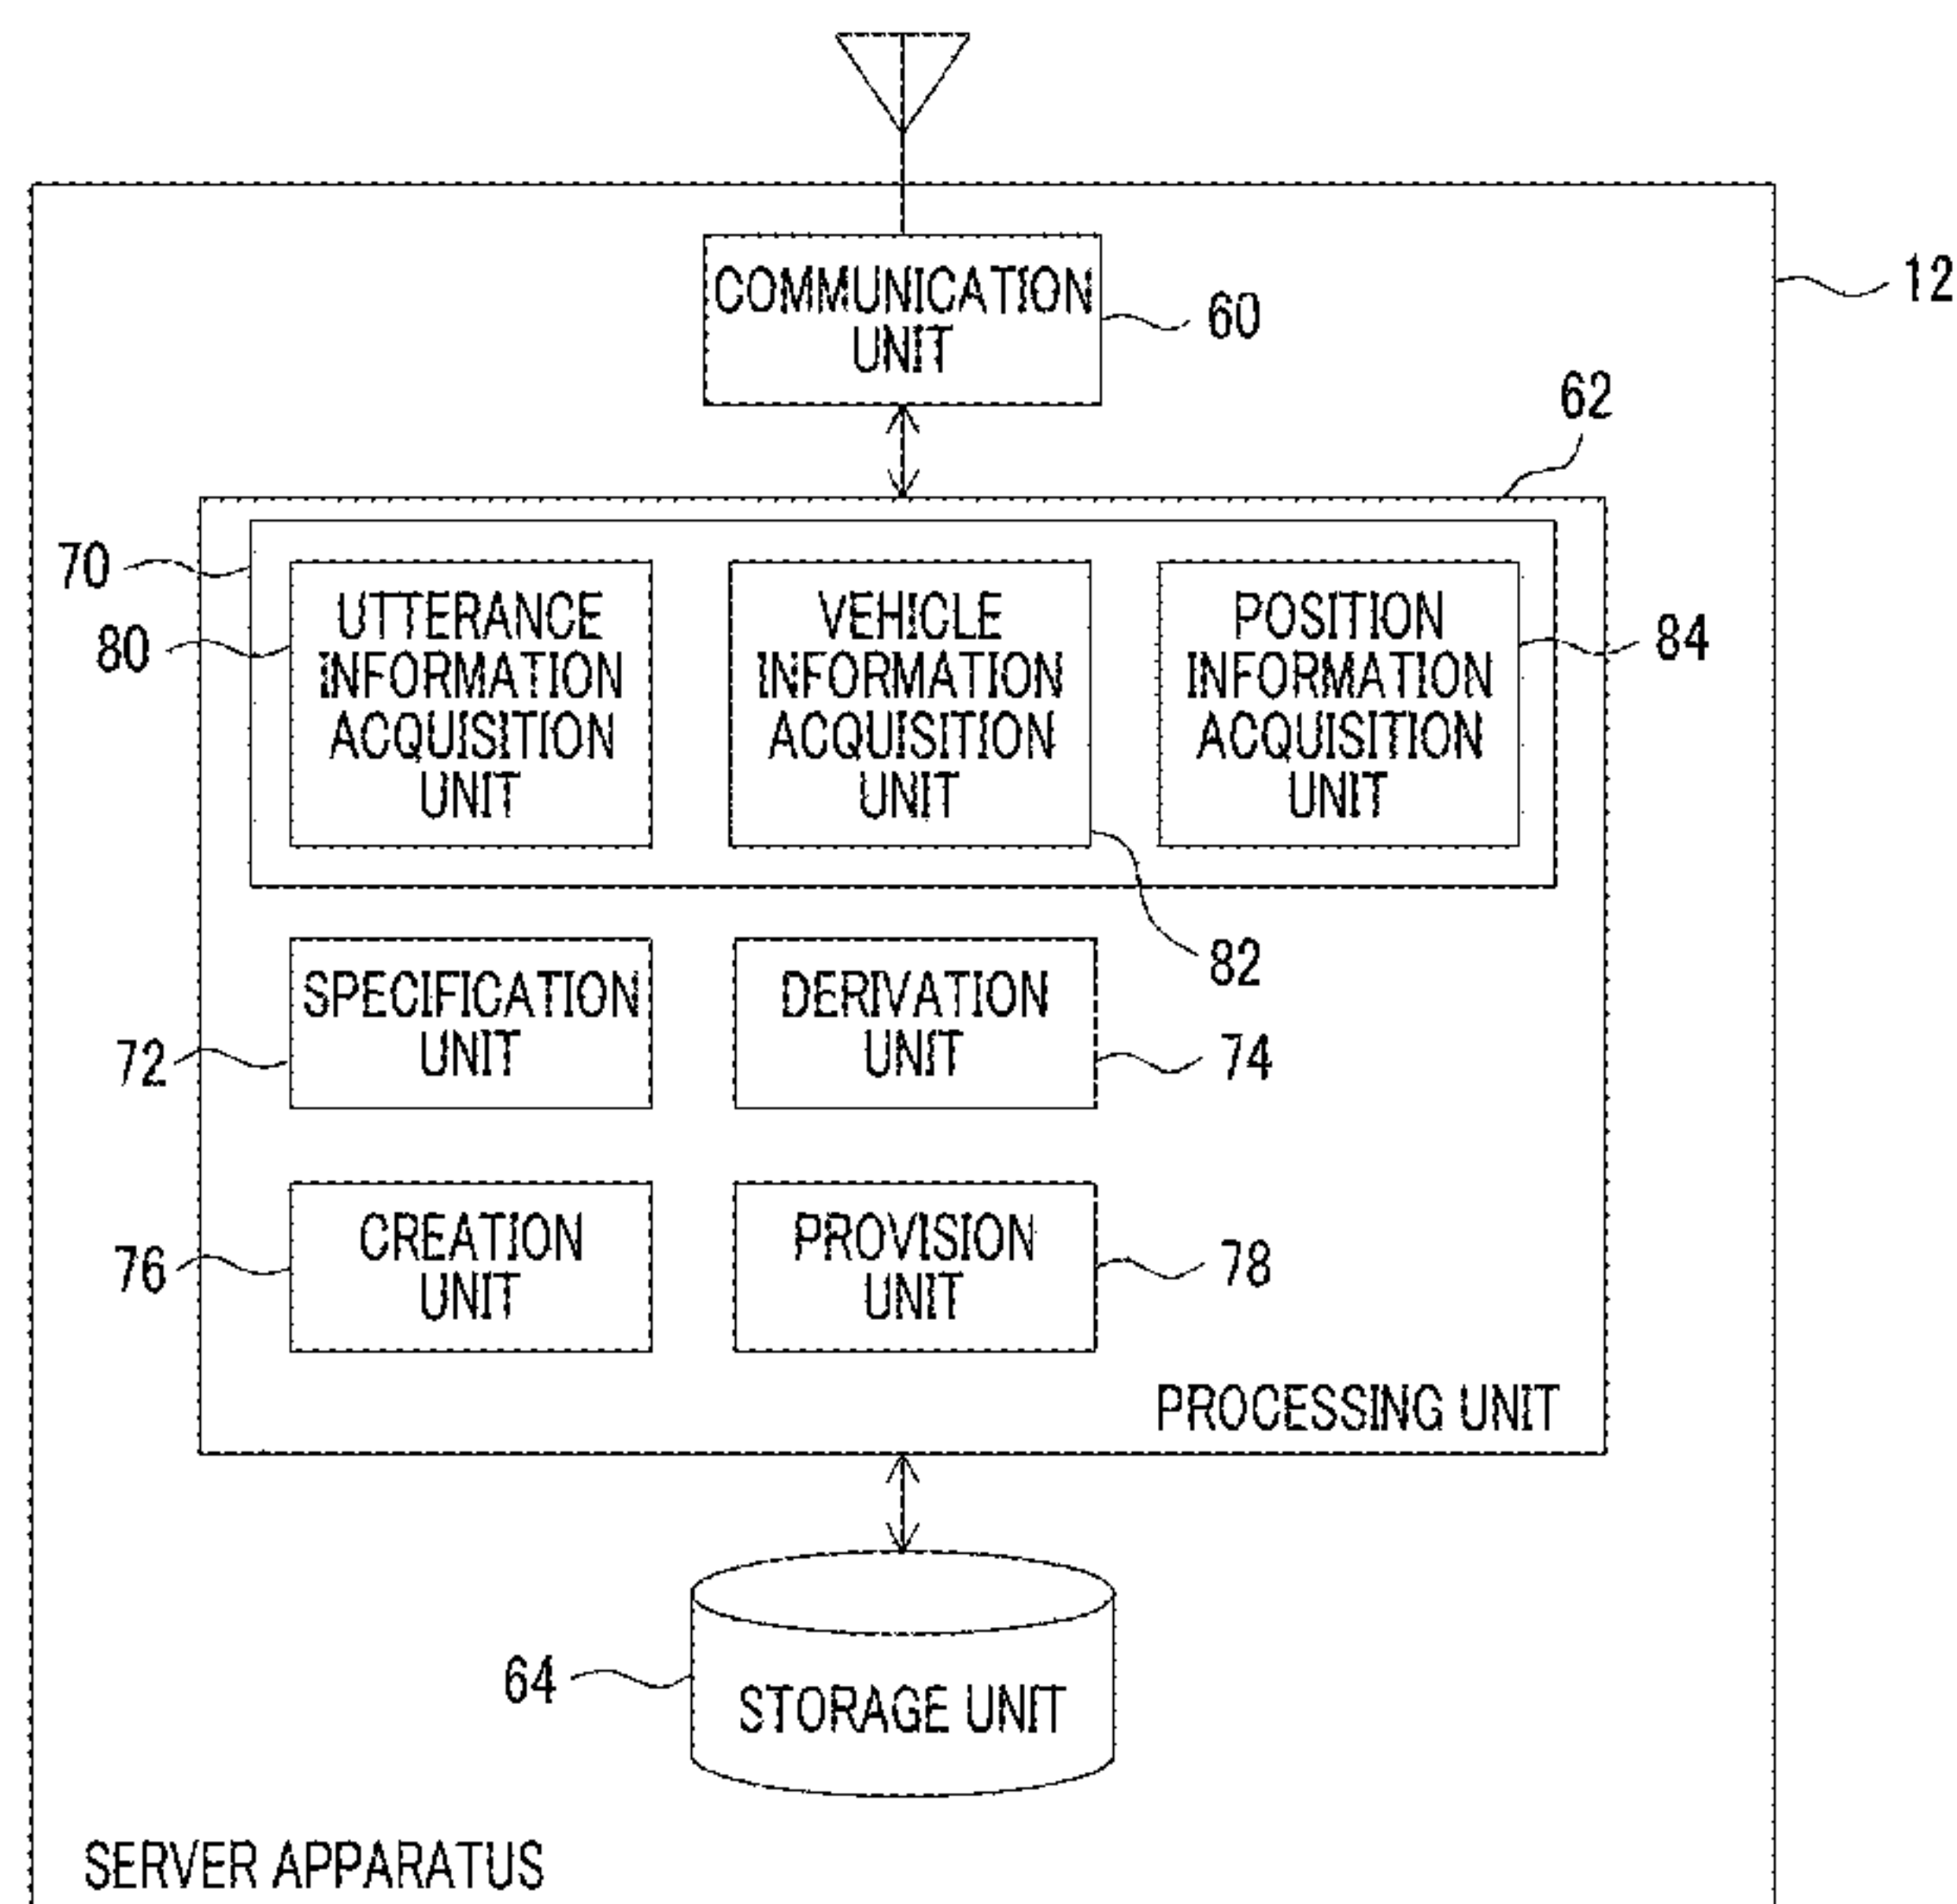 12
COMMUNICATION
UNIT
60
62
70
UTTERANCE
INFORMATION
ACQUISITION
UNIT
80
VEHICLE
INFORMATION
ACQUISITION
UNIT
82
POSITION
INFORMATION
ACQUISITION
UNIT
84
SPECIFICATION
UNIT
72
DERIVATION
UNIT
74
CREATION
UNIT
76
PROVISION
UNIT
78
PROCESSING UNIT
64
STORAGE UNIT
SERVER APPARATUS